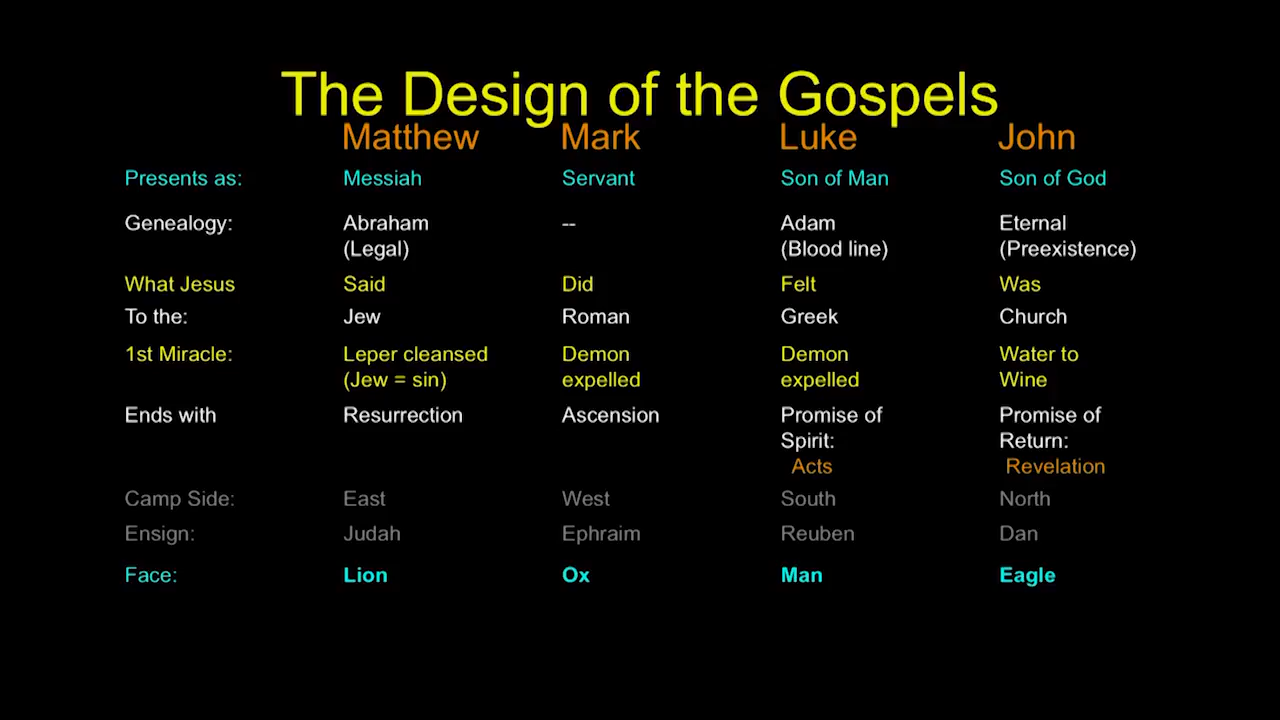 The Design of the Gospels
Matthew Mark Luke John
Presents as: Messiah Servant Son of Man Son of God
Genealogy: Abraham -- Adam Eternal
(Legal) (Blood line) (Preexistence)
What Jesus Said Did Felt Was
To the: Jew Roman Greek Church
1st Miracle: Leper cleansed Demon Demon Water to
(Jew = sin) expelled expelled Wine
Ends with Resurrection Ascension Promise of Promise of
Spirit: Return:
Acts Revelation
Camp Side: East West South North
Ensign: Judah Ephraim Reuben Dan
Face: Lion Ox Man Eagle